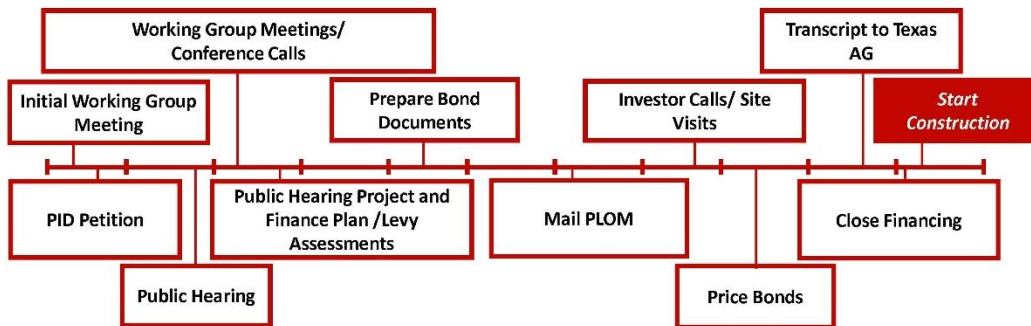 Working Group Meetings/
Conference Calls
Transcript to Texas
AG
Initial Working Group
Meeting
Prepare Bond
Documents
Investor Calls/ Site
Visits
Start
Construction
PID Petition
Public Hearing Project and
Finance Plan /Levy
Assessments
Mail PLOM
Close Financing
Public Hearing
Price Bonds